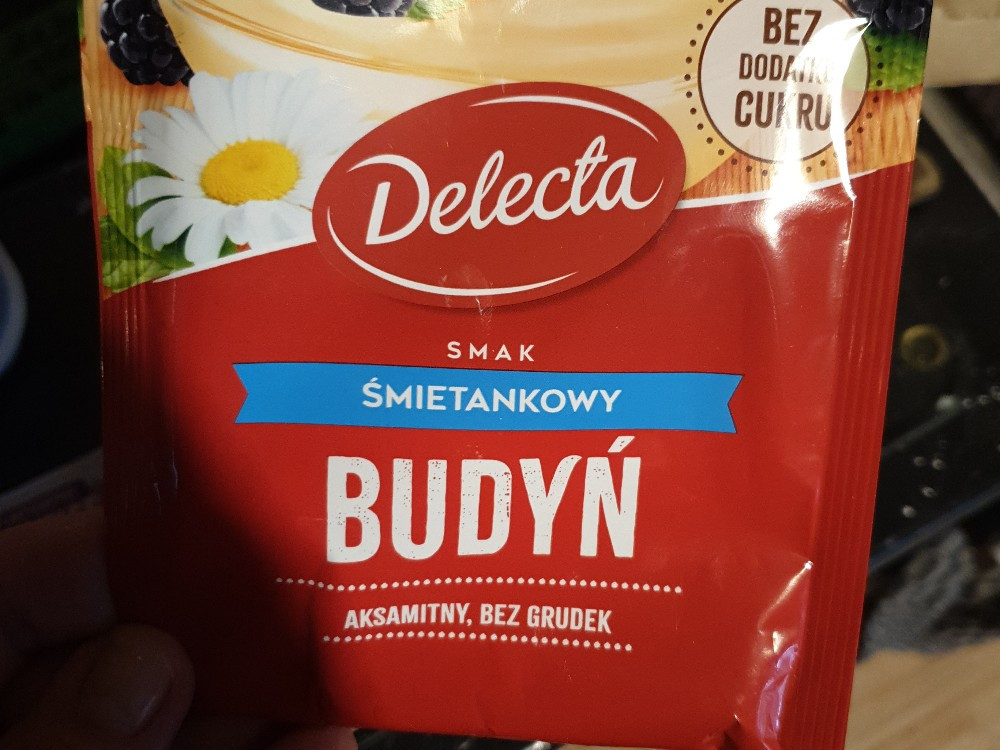 BEZ
DODATKU
CUKRU
Delecta
SMAK
ŚMIETANKOWY
BUDYŃ
AKSAMITNY, BEZ GRUDEK